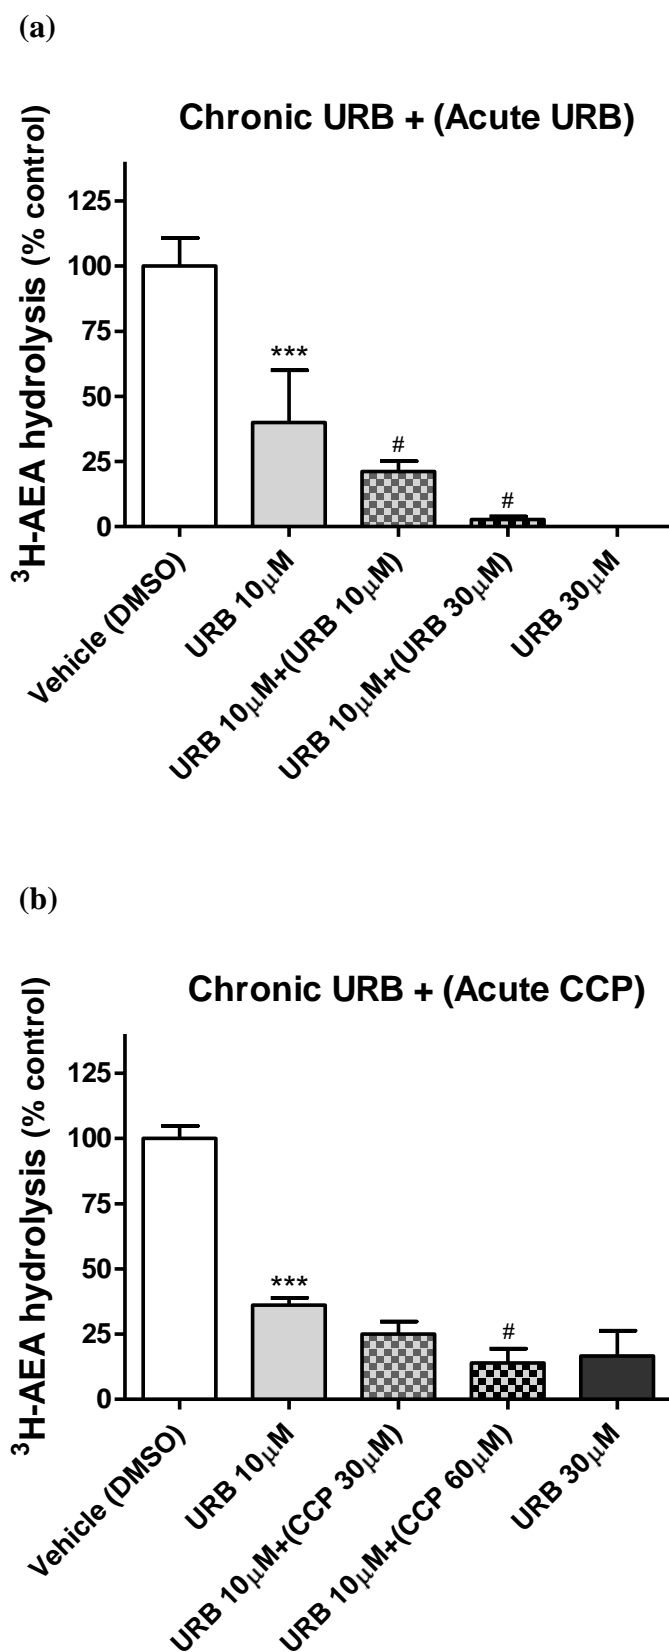 (a)
Chronic URB + (Acute URB)
³H-AEA hydrolysis (% control)
125
100
75
50
25
0
***
#
#
Vehicle (DMSO)
URB 10μM
URB 10μM+(URB 10μM)
URB 10μM+(URB 30μM)
URB 30μM
(b)
Chronic URB + (Acute CCP)
³H-AEA hydrolysis (% control)
125
100
75
50
25
0
***
#
Vehicle (DMSO)
URB 10μM
URB 10μM+(CCP 30μM)
URB 10μM+(CCP 60μM)
URB 30μM